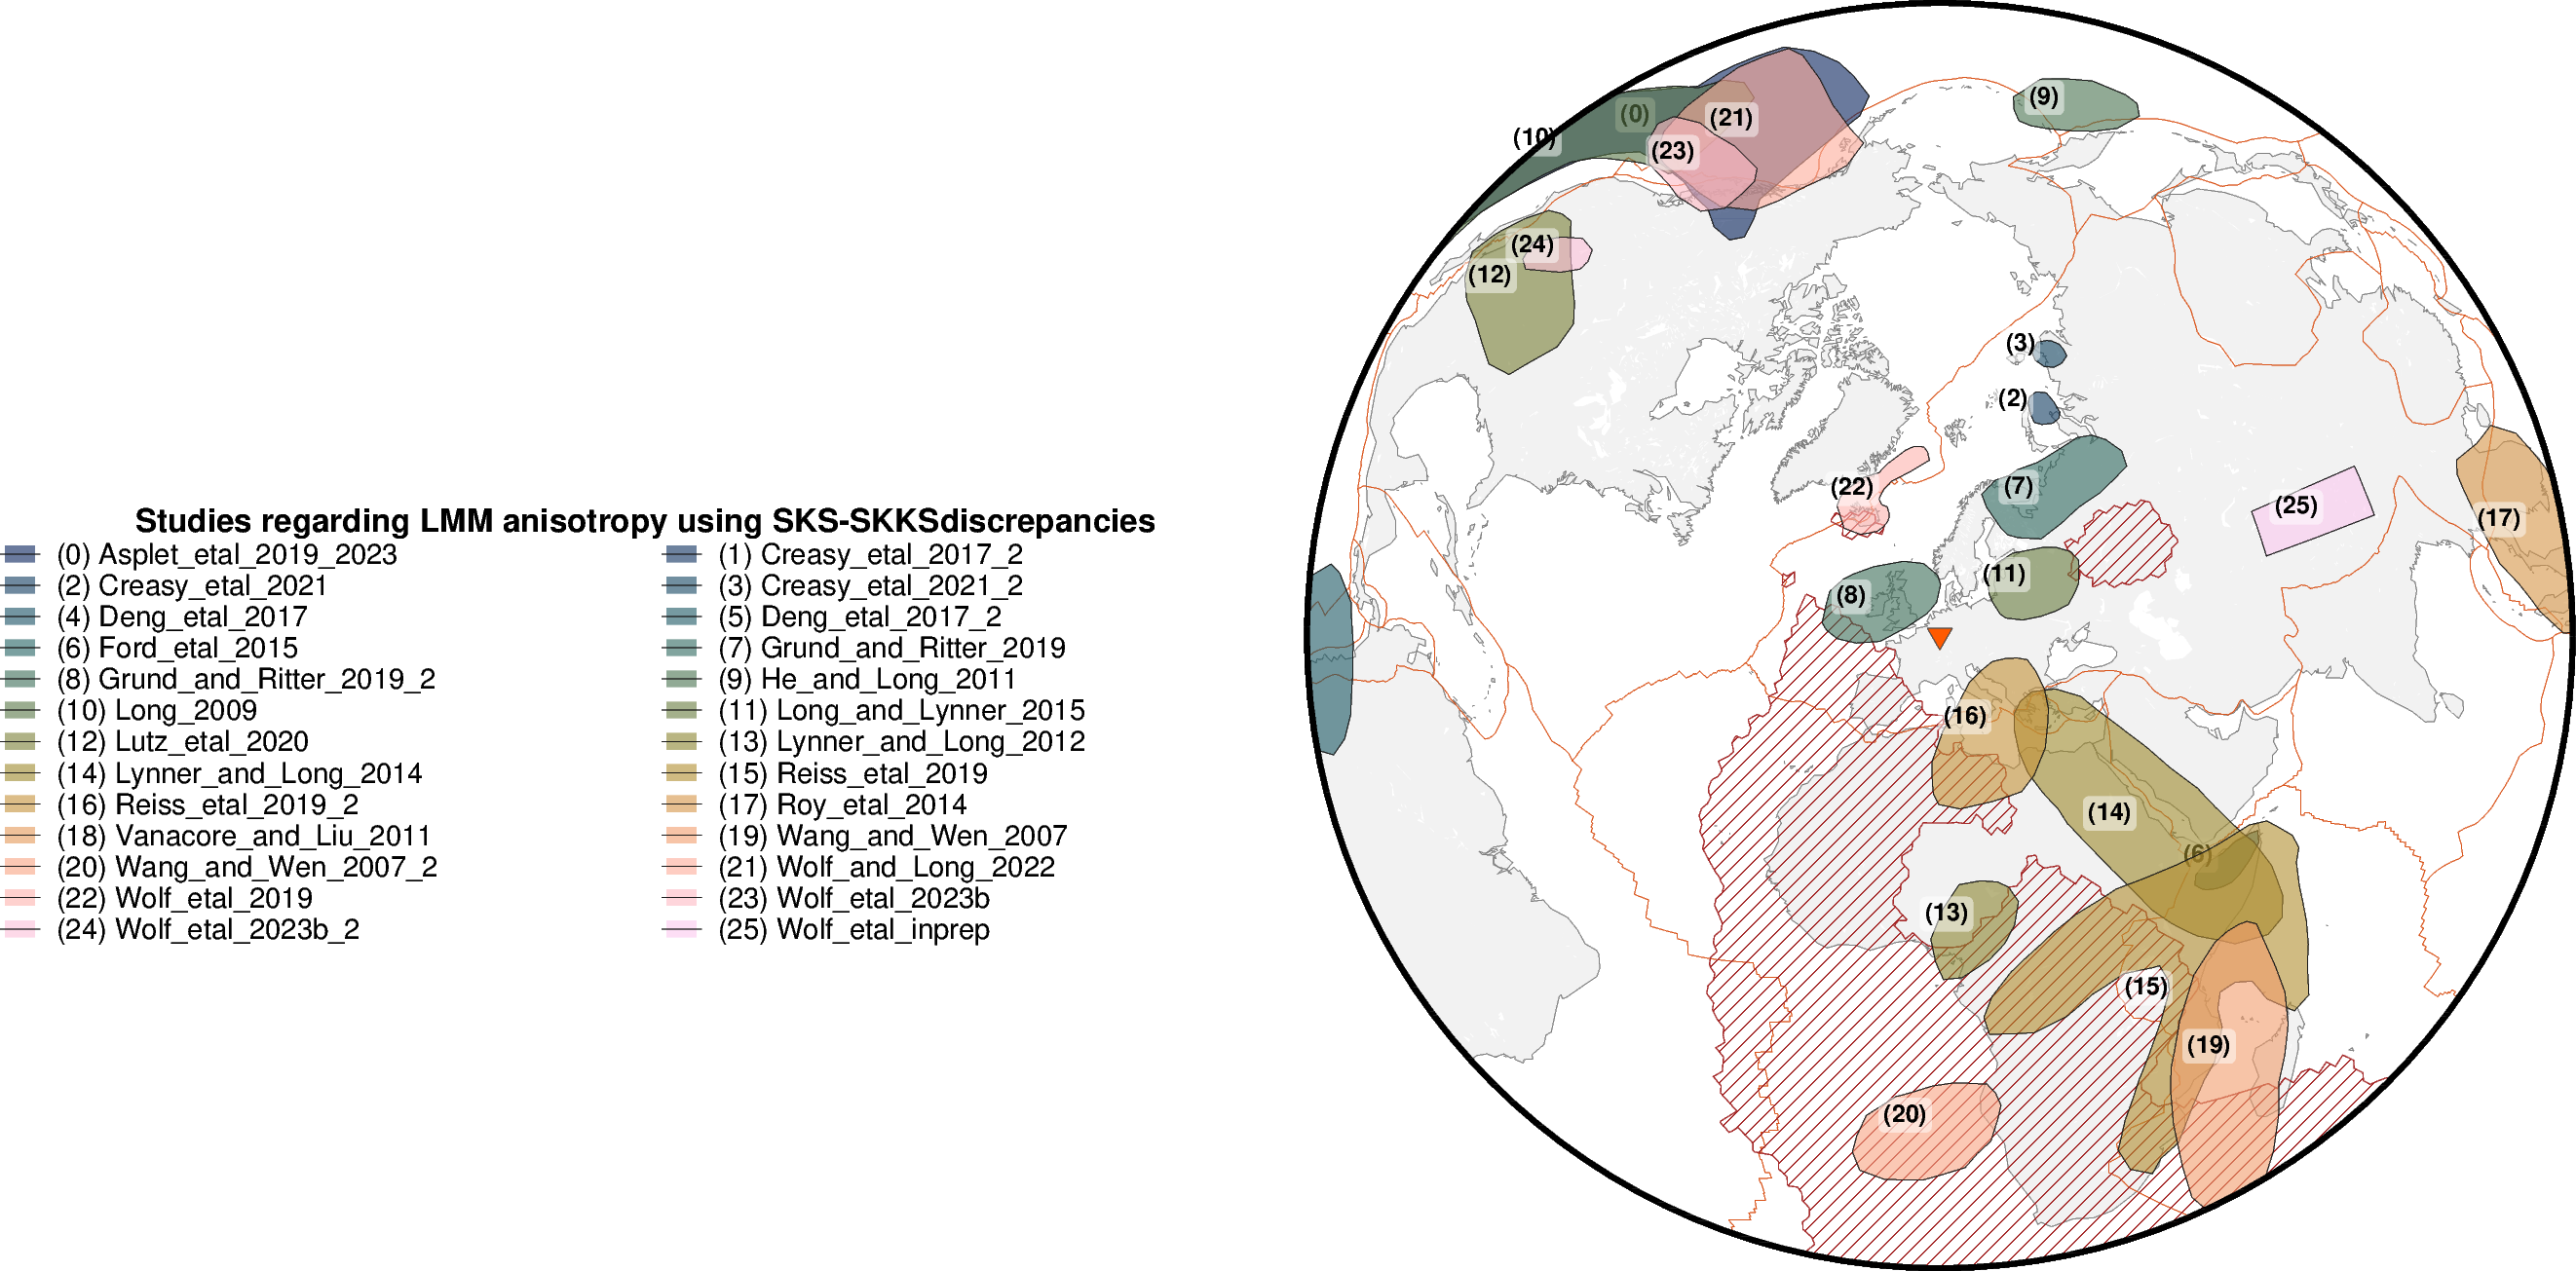 Studies regarding LMM anisotropy using SKS-SKKSdiscrepancies
(0) Asplet_etal_2019_2023 (1) Creasy_etal_2017_2
(2) Creasy_etal_2021 (3) Creasy_etal_2021_2
(4) Deng_etal_2017 (5) Deng_etal_2017_2
(6) Ford_etal_2015 (7) Grund_and_Ritter_2019
(8) Grund_and_Ritter_2019_2 (9) He_and_Long_2011
(10) Long_2009 (11) Long_and_Lynner_2015
(12) Lutz_etal_2020 (13) Lynner_and_Long_2012
(14) Lynner_and_Long_2014 (15) Reiss_etal_2019
(16) Reiss_etal_2019_2 (17) Roy_etal_2014
(18) Vanacore_and_Liu_2011 (19) Wang_and_Wen_2007
(20) Wang_and_Wen_2007_2 (21) Wolf_and_Long_2022
(22) Wolf_etal_2019 (23) Wolf_etal_2023b
(24) Wolf_etal_2023b_2 (25) Wolf_etal_inprep
(9)
(0)
(21)
(10)
(23)
(24)
(12)
(3)
(2)
(22)
(7)
(25)
(17)
(11)
(8)
(16)
(14)
(6)
(13)
(15)
(19)
(20)